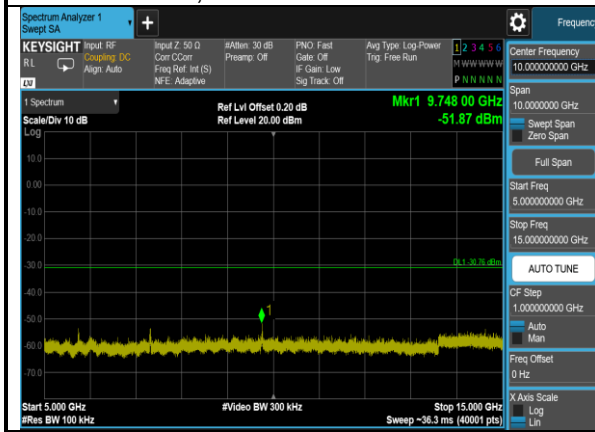 Spectrum Analyzer 1
Swept SA
+
Frequency
KEYSIGHT
RL
LXI
Input: RF
Coupling: DC
Align: Auto
Input Z: 50 Ω
Corr CCorr
Freq Ref: Int (S)
NFE: Adaptive
#Atten: 30 dB
Preamp: Off
PNO: Fast
Gate: Off
IF Gain: Low
Sig Track: Off
Avg Type: Log-Power
Trig: Free Run
1 2 3 4 5 6
M W W W W W
P N N N N N
1 Spectrum
Scale/Div 10 dB
Ref Lvl Offset 0.20 dB
Ref Level 20.00 dBm
Mkr1 9.748 00 GHz
-51.87 dBm
Log
10.0
0.00
-10.0
-20.0
-30.0
-40.0
-50.0
-60.0
-70.0
DL1 -30.76 dBm
1
Start 5.000 GHz
#Res BW 100 kHz
#Video BW 300 kHz
Stop 15.000 GHz
Sweep ~36.3 ms (40001 pts)
Center Frequency
10.000000000 GHz
Span
10.0000000 GHz
Swept Span
Zero Span
Full Span
Start Freq
5.000000000 GHz
Stop Freq
15.000000000 GHz
AUTO TUNE
CF Step
1.000000000 GHz
Auto
Man
Freq Offset
0 Hz
X Axis Scale
Log
Lin